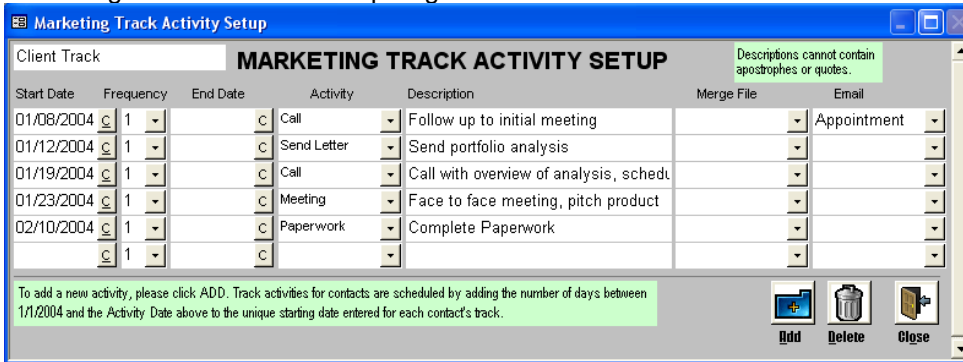 Marketing Track Activity Setup
Client Track
MARKETING TRACK ACTIVITY SETUP
Descriptions cannot contain
apostrophes or quotes.
Start Date Frequency End Date Activity Description Merge File Email
01/08/2004 C 1 C Call Follow up to initial meeting Appointment
01/12/2004 C 1 C Send Letter Send portfolio analysis
01/19/2004 C 1 C Call Call with overview of analysis, schedu
01/23/2004 C 1 C Meeting Face to face meeting, pitch product
02/10/2004 C 1 C Paperwork Complete Paperwork
C 1 C
To add a new activity, please click ADD. Track activities for contacts are scheduled by adding the number of days between
1/1/2004 and the Activity Date above to the unique starting date entered for each contact's track.
Add Delete Close